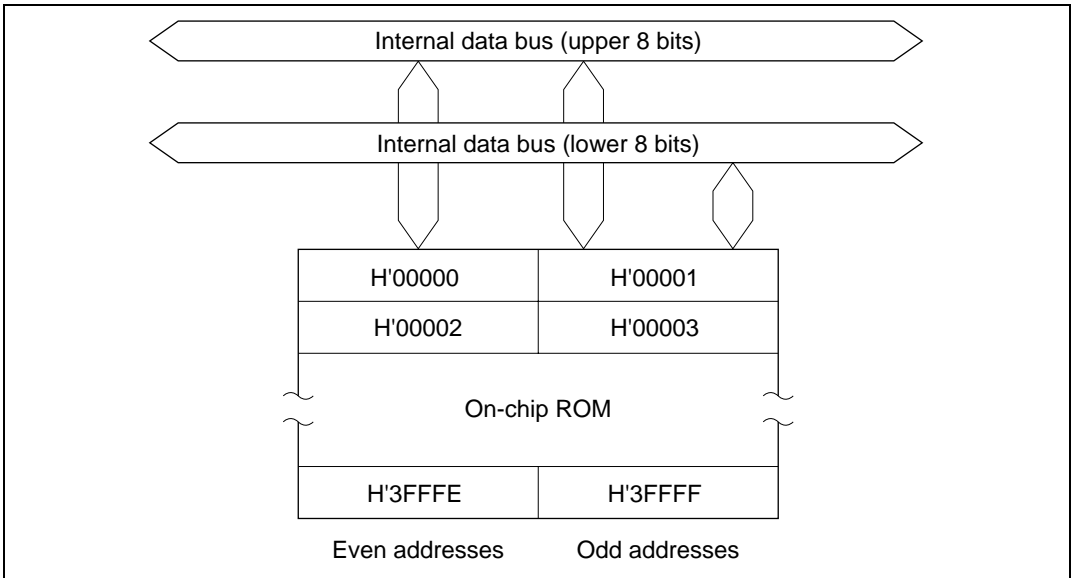 Internal data bus (upper 8 bits)
Internal data bus (lower 8 bits)
H'00000 H'00001
H'00002 H'00003
On-chip ROM
H'3FFFE H'3FFFF
Even addresses Odd addresses